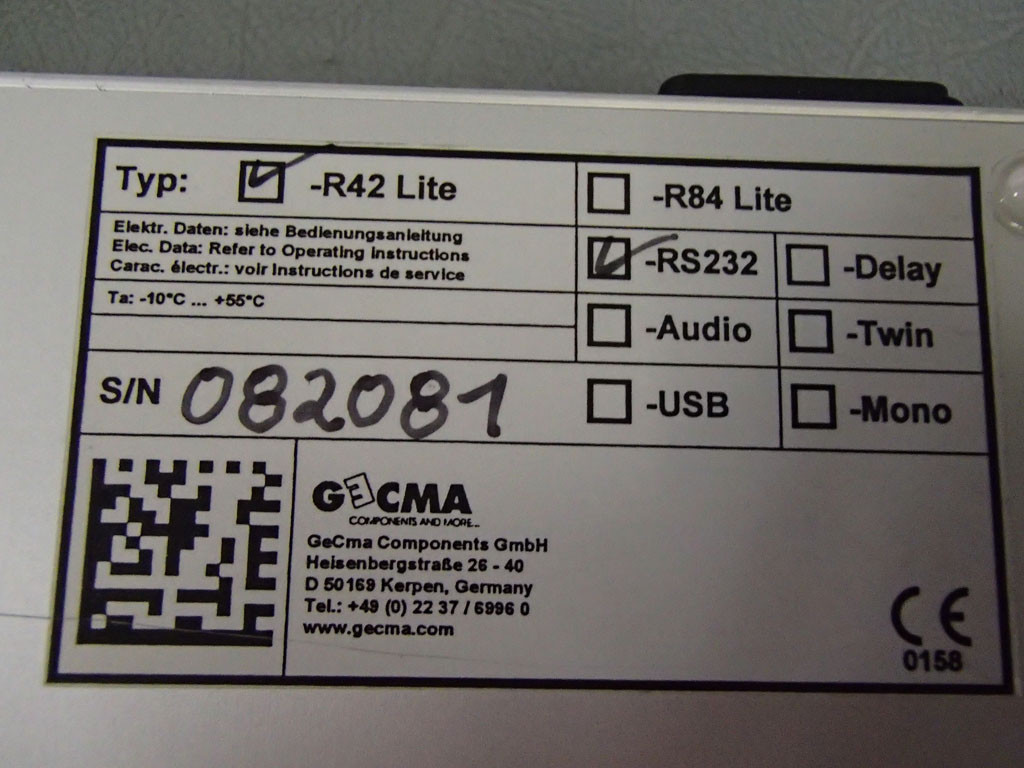 Typ: -R42 Lite
-R84 Lite
Elektr. Daten: siehe Bedienungsanleitung
Elec. Data: Refer to Operating Instructions
Carac. électr.: voir Instructions de service
-RS232
-Delay
Ta: -10°C ... +55°C
-Audio
-Twin
S/N 082081
-USB
-Mono
GECMA
COMPONENTS AND MORE...
GeCma Components GmbH
Heisenbergstraße 26 - 40
D 50169 Kerpen, Germany
Tel.: +49 (0) 22 37 / 6996 0
www.gecma.com
CE
0158